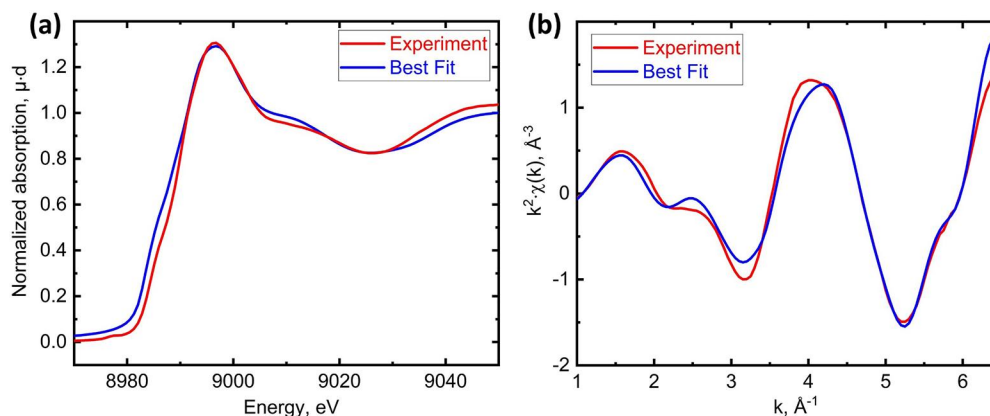 (a)
Experiment
Best Fit
Normalized absorption, µ·d
1.2
1.0
0.8
0.6
0.4
0.2
0.0
8980 9000 9020 9040
Energy, eV
(b)
Experiment
Best Fit
k²·χ(k), Å⁻³
1
0
-1
-2
1 2 3 4 5 6
k, Å⁻¹